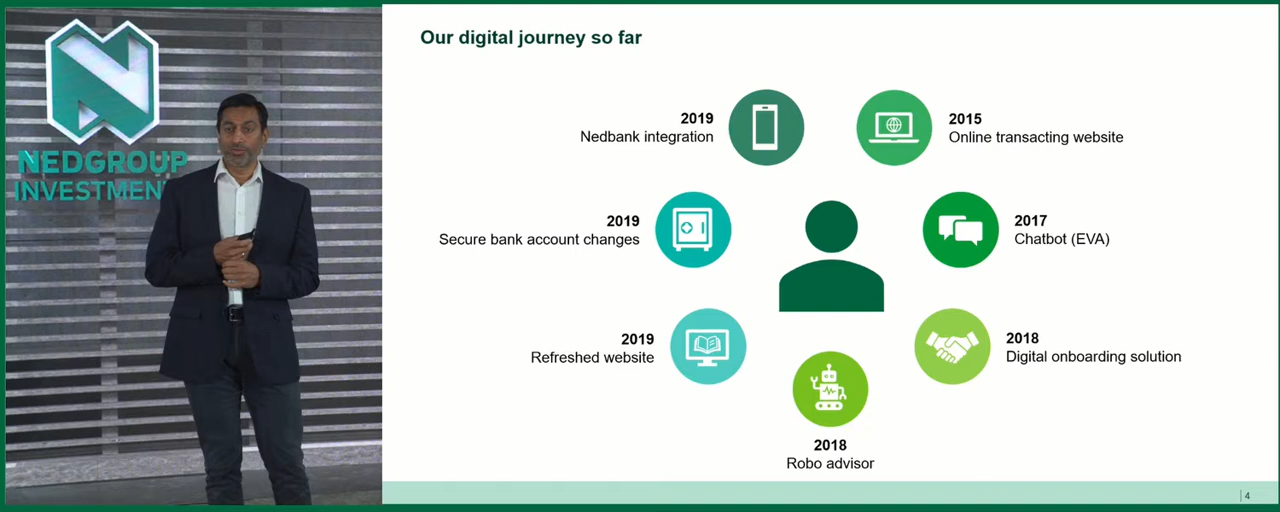 NEDGROUP
INVESTMEN
Our digital journey so far
2019
Nedbank integration
2015
Online transacting website
2019
Secure bank account changes
2017
Chatbot (EVA)
2019
Refreshed website
2018
Digital onboarding solution
2018
Robo advisor
4